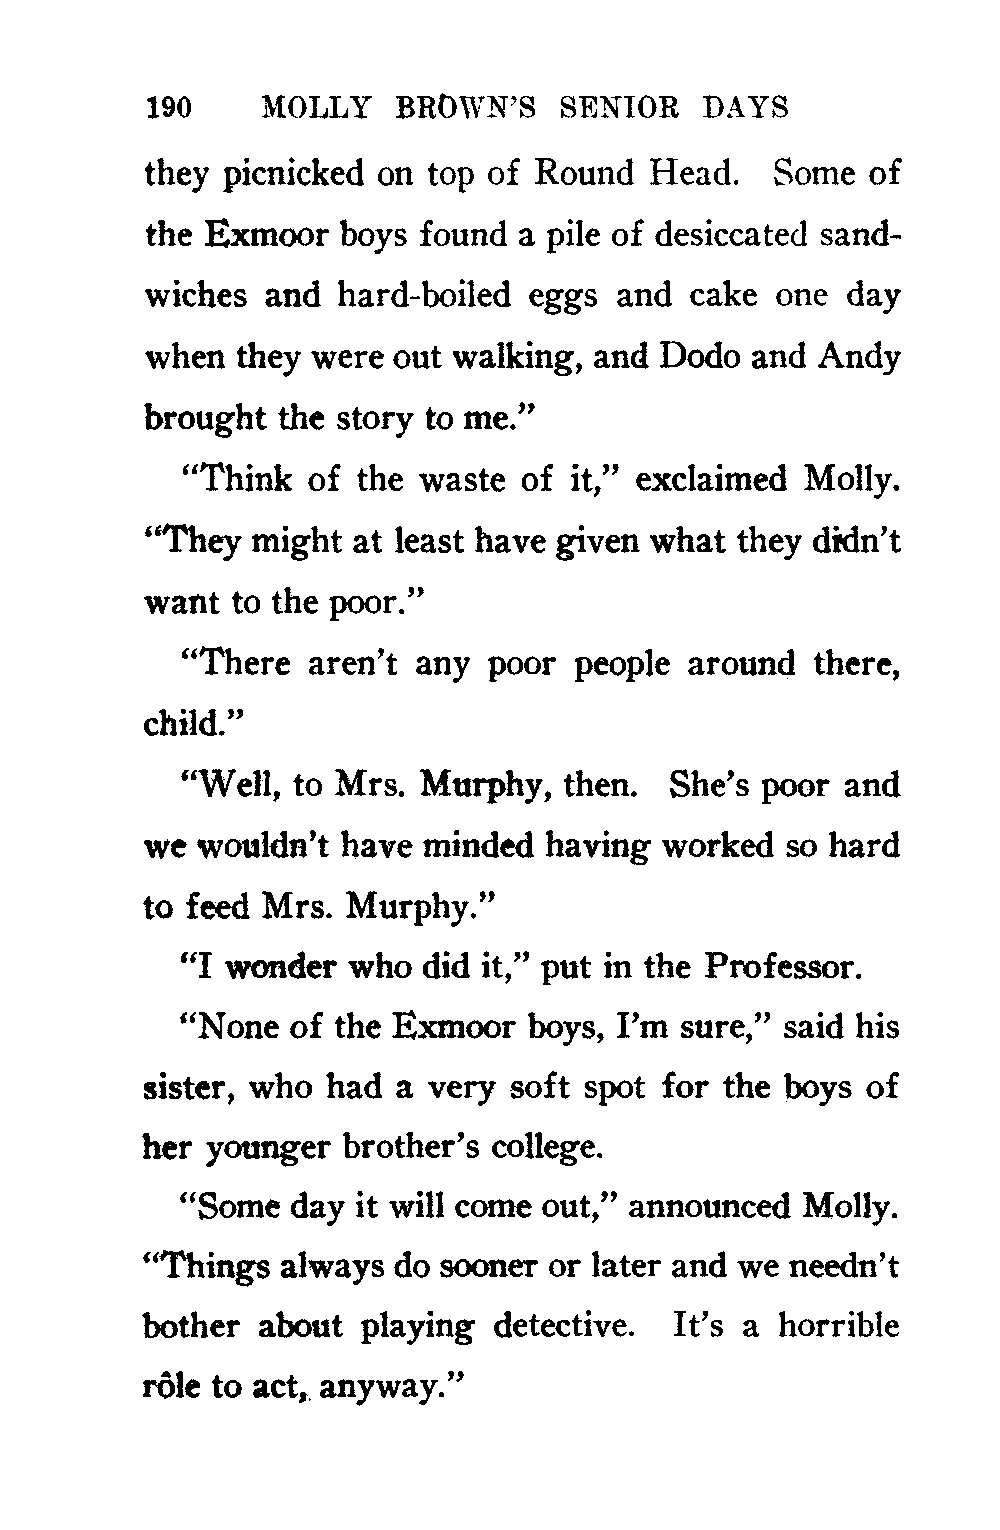 190 MOLLY BROWN'S SENIOR DAYS
they picnicked on top of Round Head. Some of
the Exmoor boys found a pile of desiccated sand-
wiches and hard-boiled eggs and cake one day
when they were out walking, and Dodo and Andy
brought the story to me."
"Think of the waste of it," exclaimed Molly.
"They might at least have given what they didn't
want to the poor."
"There aren't any poor people around there,
child."
"Well, to Mrs. Murphy, then. She's poor and
we wouldn't have minded having worked so hard
to feed Mrs. Murphy."
"I wonder who did it," put in the Professor.
"None of the Exmoor boys, I'm sure," said his
sister, who had a very soft spot for the boys of
her younger brother's college.
"Some day it will come out," announced Molly.
"Things always do sooner or later and we needn't
bother about playing detective. It's a horrible
rôle to act, anyway."